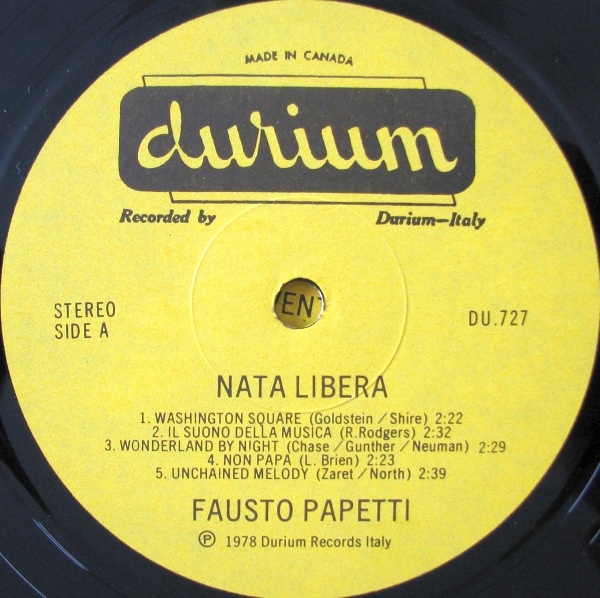 MADE IN CANADA
durium
Recorded by Durium—Italy
EN
STEREO
SIDE A
DU.727
NATA LIBERA
1. WASHINGTON SQUARE (Goldstein/Shire) 2:22
2. IL SUONO DELLA MUSICA (R.Rodgers) 2:32
3. WONDERLAND BY NIGHT (Chase/Gunther/Neuman) 2:29
4. NON PAPA (L. Brien) 2:23
5. UNCHAINED MELODY (Zaret/North) 2:39
FAUSTO PAPETTI
℗ 1978 Durium Records Italy